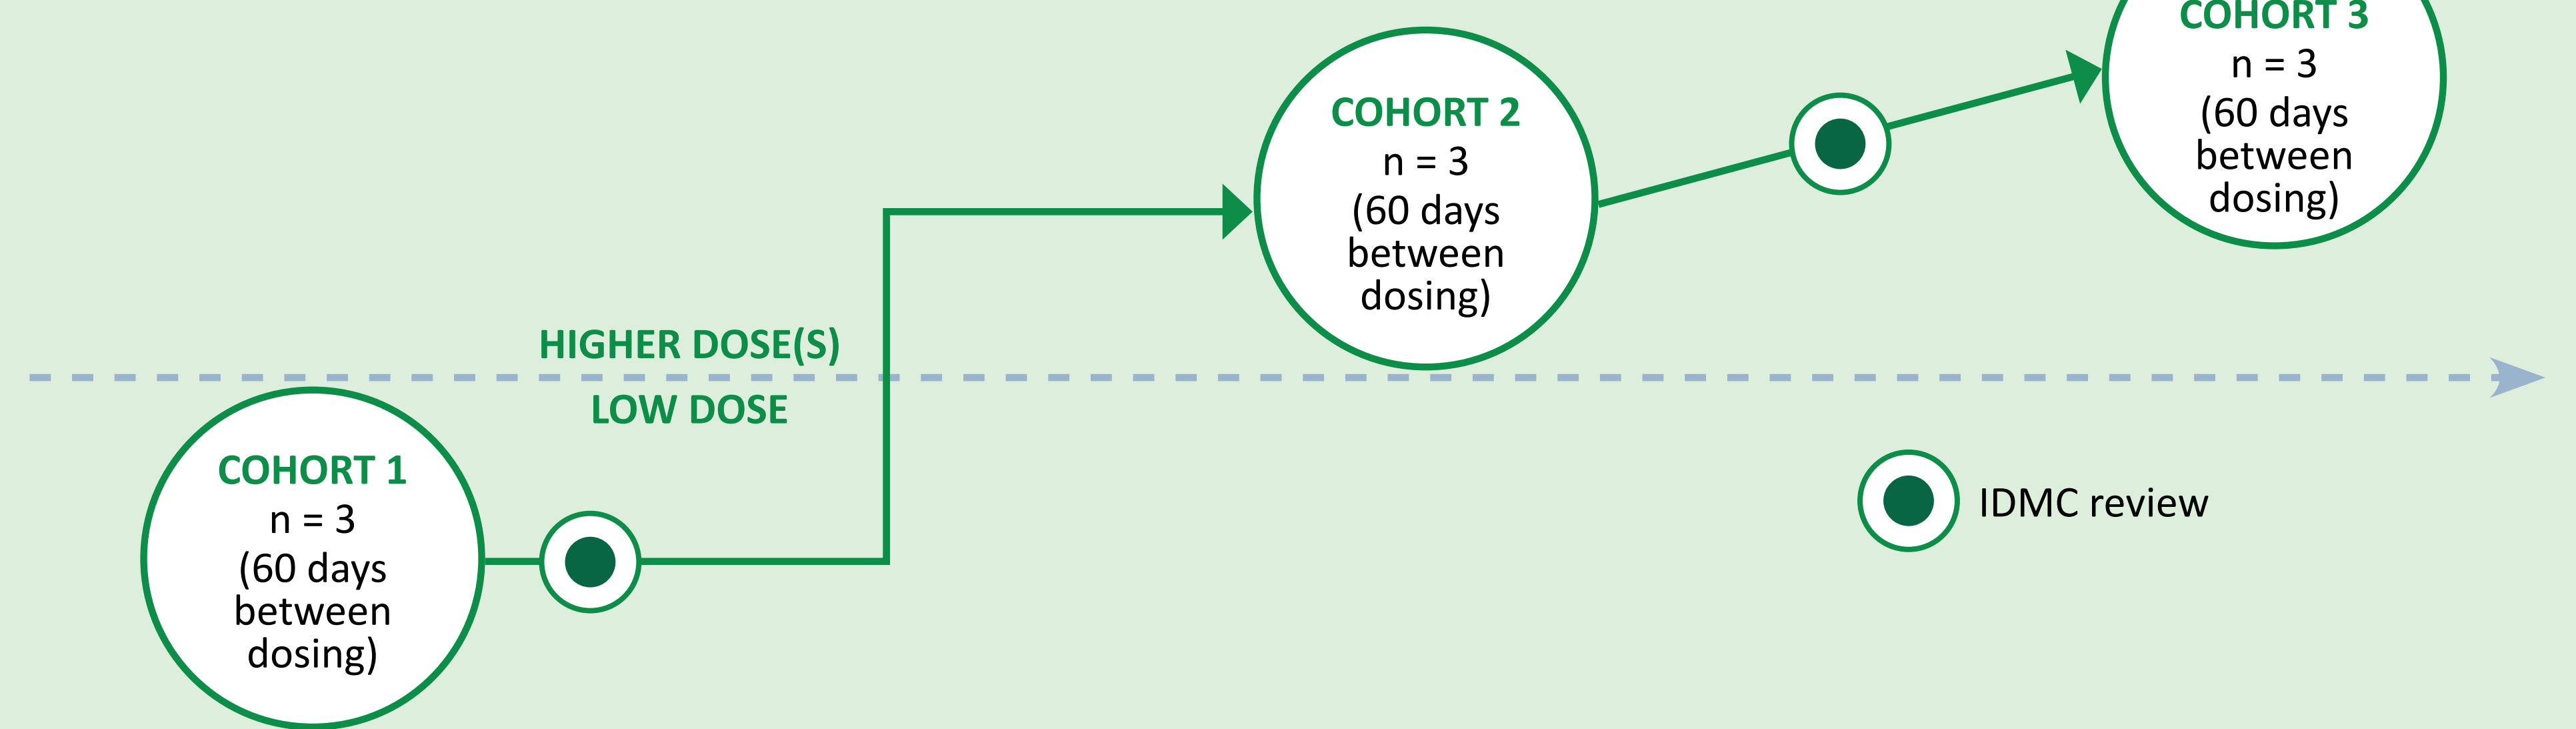 COHORT 1
n = 3
(60 days
between
dosing)
HIGHER DOSE(S)
LOW DOSE
COHORT 2
n = 3
(60 days
between
dosing)
COHORT 3
n = 3
(60 days
between
dosing)
IDMC review